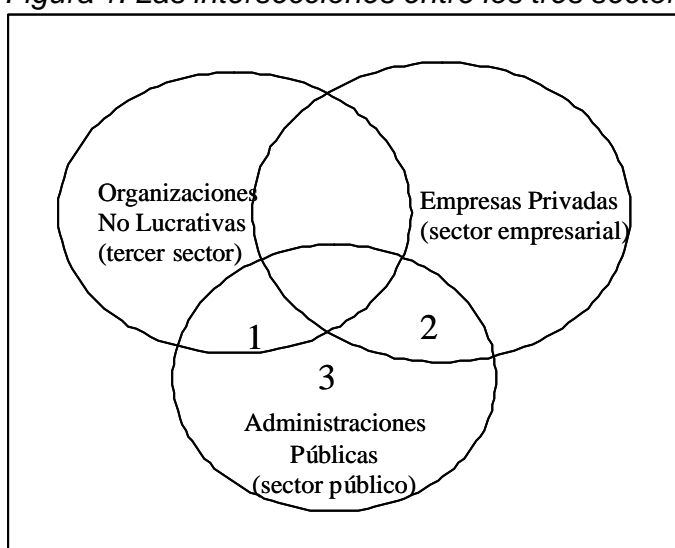 Figura 1. Las intersecciones entre los tres sector
Organizaciones
No Lucrativas
(tercer sector)
Empresas Privadas
(sector empresarial)
1
2
3
Administraciones
Públicas
(sector público)